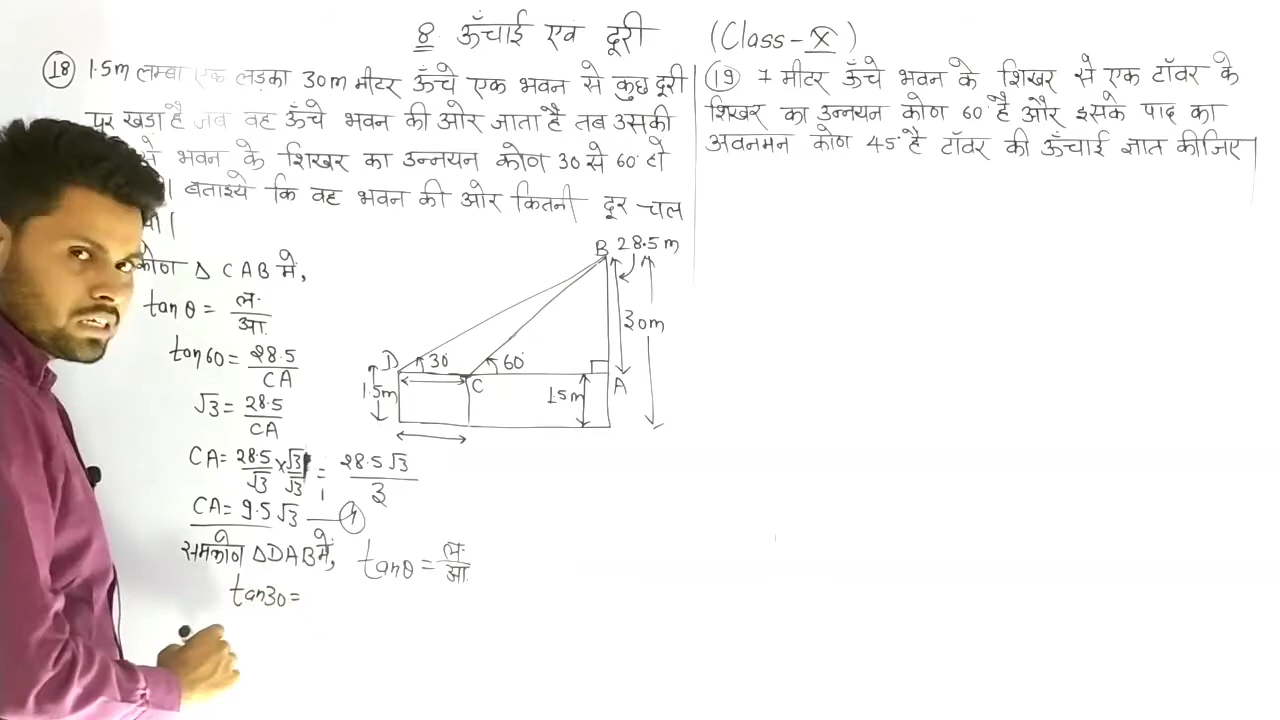 8 ऊँचाई एवं दूरी (Class-X)
18 1.5m लम्बा एक लड़का 30m मीटर ऊँचे एक भवन से कुछ दूरी
पर खड़ा है जब वह ऊँचे भवन की ओर जाता है तब उसकी
से भवन के शिखर का उन्नयन कोण 30 से 60° हो
बताइये कि वह भवन की ओर कितनी दूर चल
कोण Δ CAB में,
tan θ = ल. / आ.
tan60 = 28.5 / CA
√3 = 28.5 / CA
CA = 28.5/√3 × √3/√3 = 28.5√3 / 3
CA = 9.5√3 — 1
समकोण ΔDAB में, tanθ = ल. / आ.
tan30 =
B 28.5m
30m
D 30° 60°
C A
1.5m 1.5m
19 7 मीटर ऊँचे भवन के शिखर से एक टॉवर के
शिखर का उन्नयन कोण 60° है और इसके पाद का
अवनमन कोण 45° है टॉवर की ऊँचाई ज्ञात कीजिए|